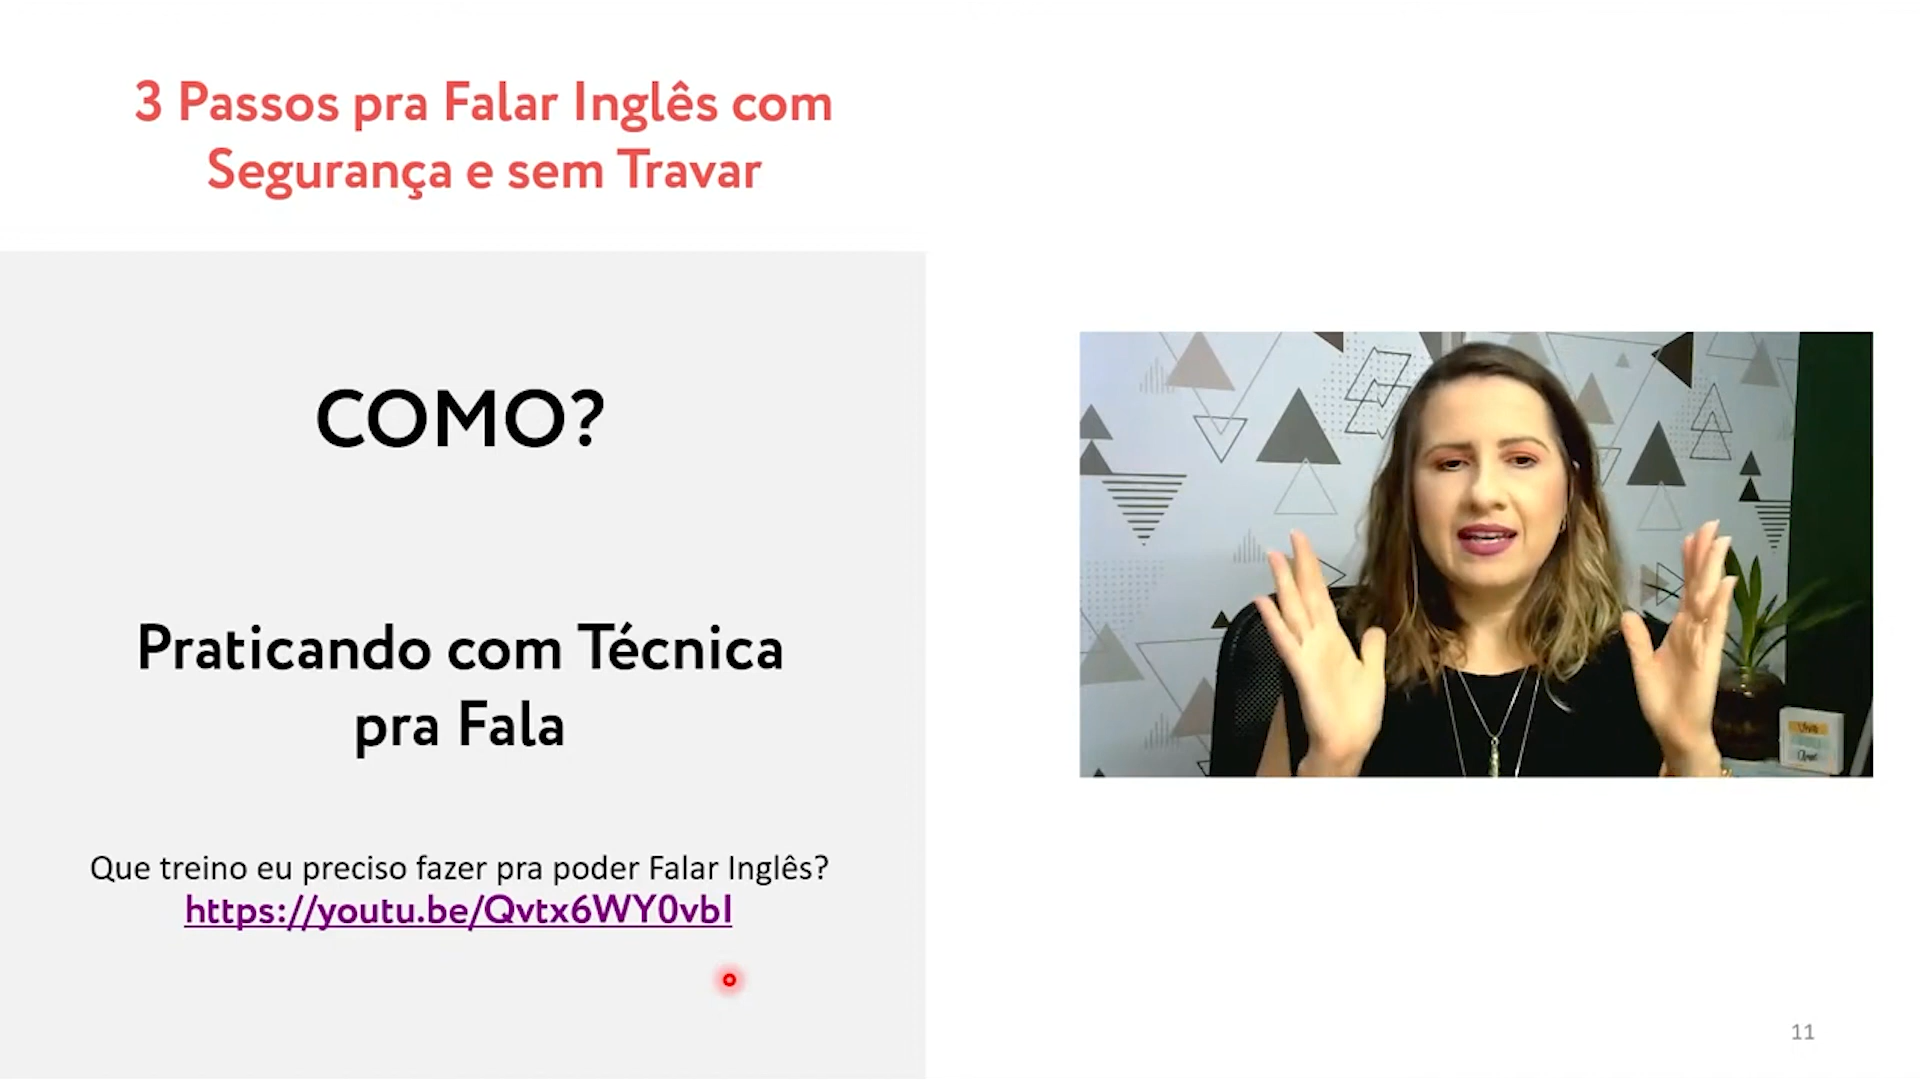 3 Passos pra Falar Inglês com
Segurança e sem Travar
COMO?
Praticando com Técnica
pra Fala
Que treino eu preciso fazer pra poder Falar Inglês?
https://youtu.be/Qvtx6WY0vbI
11